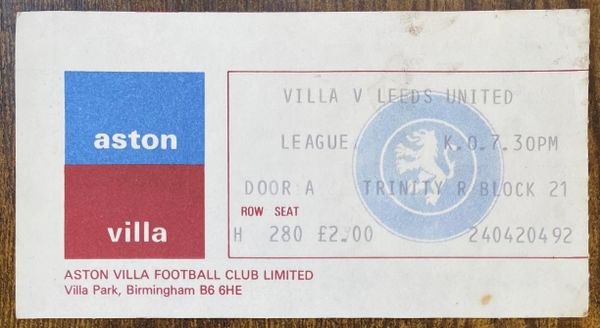 aston
villa
VILLA V LEEDS UNITED
LEAGUE. K.O.7.30PM
DOOR A TRINITY R BLOCK 21
ROW SEAT
H 280 £2.00 240420492
ASTON VILLA FOOTBALL CLUB LIMITED
Villa Park, Birmingham B6 6HE